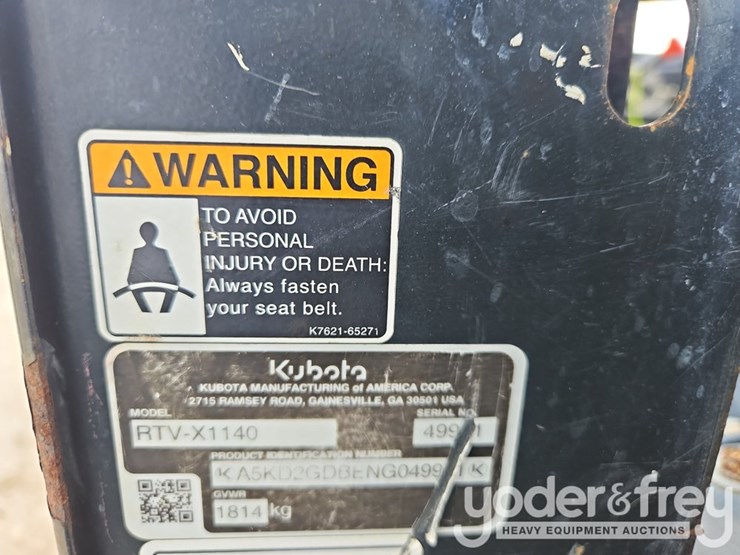 WARNING
TO AVOID
PERSONAL
INJURY OR DEATH:
Always fasten
your seat belt.
K7621-65271
Kubota
KUBOTA MANUFACTURING of AMERICA CORP.
2715 RAMSEY ROAD, GAINESVILLE, GA 30501 USA
MODEL
SERIAL NO.
RTV-X1140
PRODUCT IDENTIFICATION NUMBER
GVWR
1814 kg
yoder&frey
HEAVY EQUIPMENT AUCTIONS